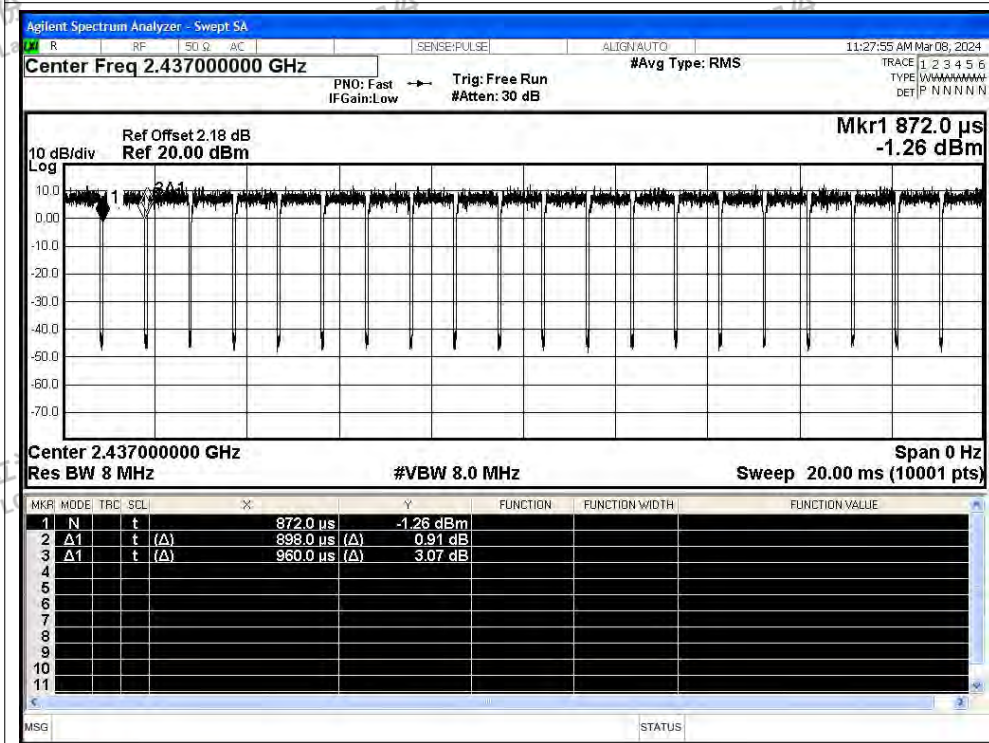 Agilent Spectrum Analyzer - Swept SA
R RF 50 Ω AC SENSE:PULSE ALIGN AUTO 11:27:55 AM Mar 08, 2024
Center Freq 2.437000000 GHz
#Avg Type: RMS
TRACE 1 2 3 4 5 6
PNO: Fast Trig: Free Run
TYPE WWWWWW
IFGain:Low #Atten: 30 dB
DET P N N N N N
Mkr1 872.0 µs
-1.26 dBm
Ref Offset 2.18 dB
10 dB/div Ref 20.00 dBm
Log
10.0
0.00
-10.0
-20.0
-30.0
-40.0
-50.0
-60.0
-70.0
1
3Δ1
Center 2.437000000 GHz Span 0 Hz
Res BW 8 MHz #VBW 8.0 MHz Sweep 20.00 ms (10001 pts)
MKR MODE TRC SCL X Y FUNCTION FUNCTION WIDTH FUNCTION VALUE
1 N t 872.0 µs -1.26 dBm
2 Δ1 t (Δ) 898.0 µs (Δ) 0.91 dB
3 Δ1 t (Δ) 960.0 µs (Δ) 3.07 dB
4
5
6
7
8
9
10
11
MSG STATUS